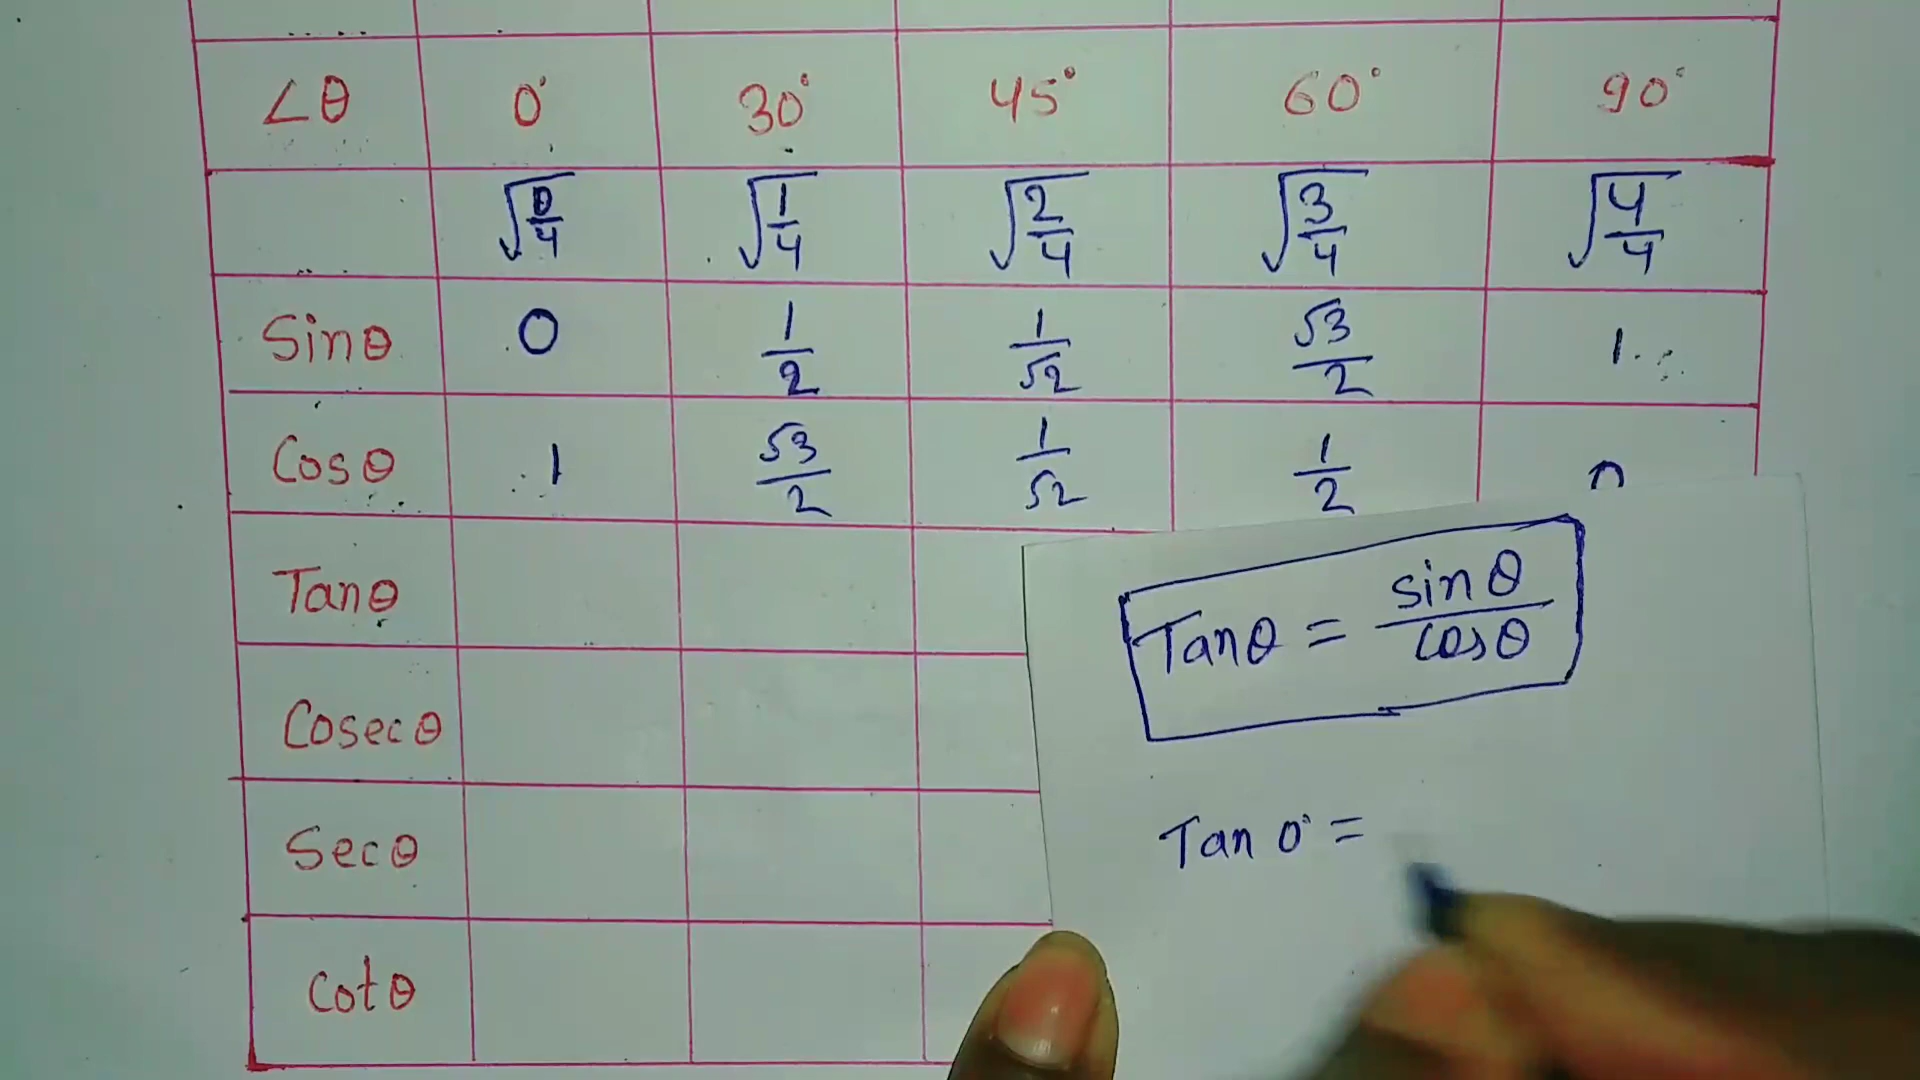 ∠θ 0° 30° 45° 60° 90°
√0/4 √1/4 √2/4 √3/4 √4/4
Sinθ 0 1/2 1/√2 √3/2 1
Cosθ 1 √3/2 1/√2 1/2
Tanθ
Tanθ = sinθ/cosθ
Cosecθ
Secθ
Tan 0° =
Cotθ